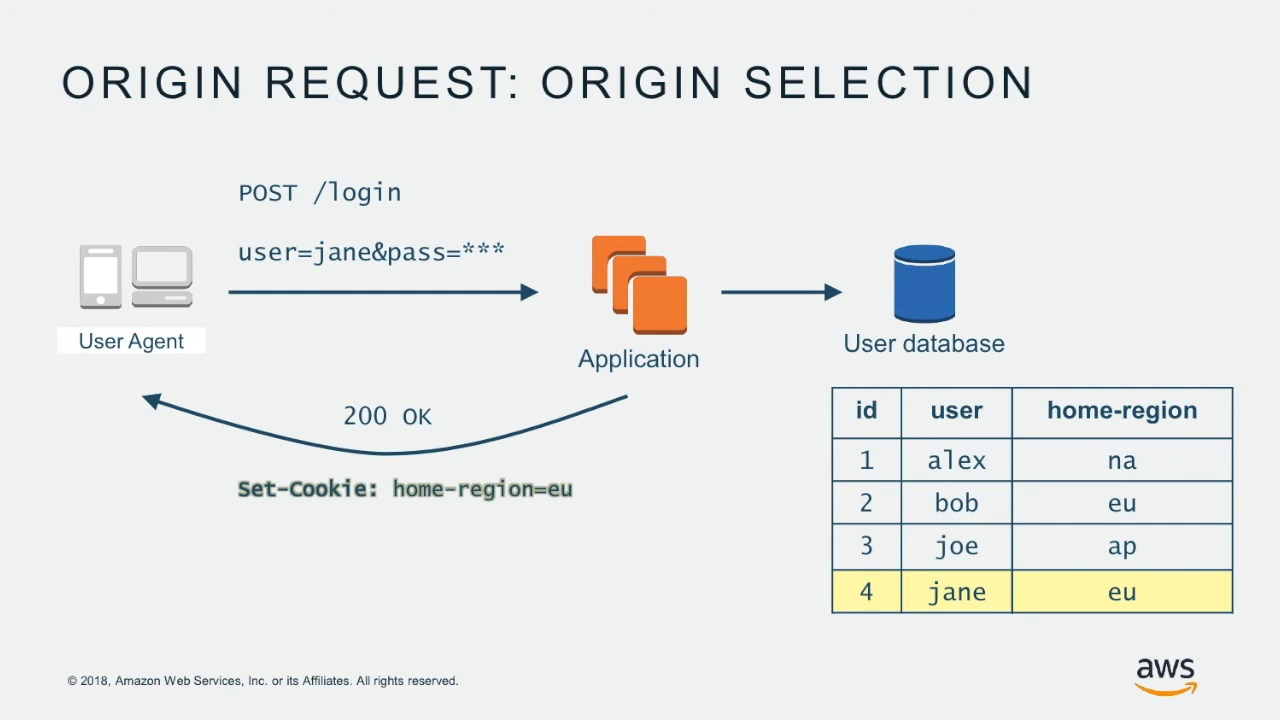 ORIGIN REQUEST: ORIGIN SELECTION
POST /login
user=jane&pass=***
User Agent
Application
User database
200 OK
Set-Cookie: home-region=eu
id user home-region
1 alex na
2 bob eu
3 joe ap
4 jane eu
© 2018, Amazon Web Services, Inc. or its Affiliates. All rights reserved.
aws